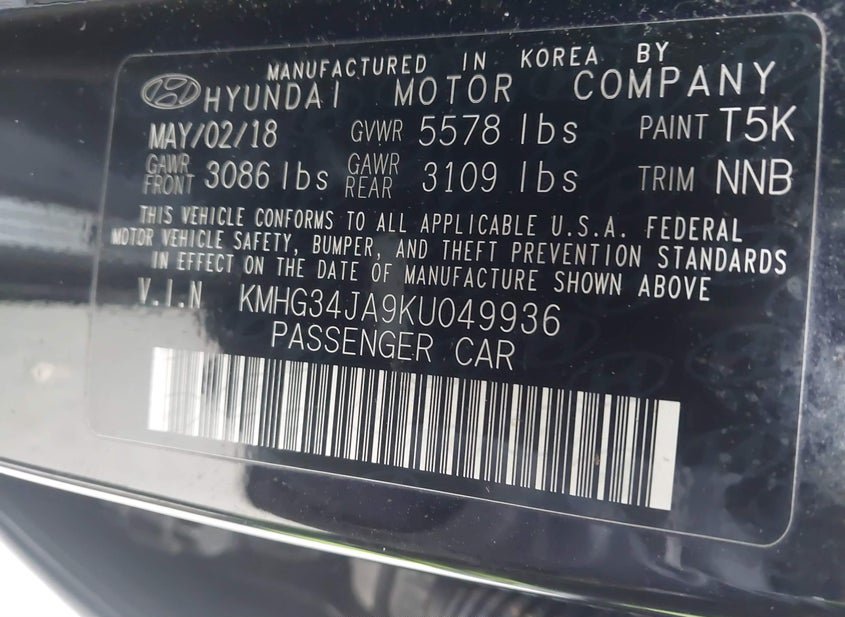 MANUFACTURED IN KOREA BY
HYUNDAI MOTOR COMPANY
MAY/02/18 GVWR 5578 lbs PAINT T5K
GAWR FRONT 3086 lbs GAWR REAR 3109 lbs TRIM NNB
THIS VEHICLE CONFORMS TO ALL APPLICABLE U.S.A. FEDERAL
MOTOR VEHICLE SAFETY, BUMPER, AND THEFT PREVENTION STANDARDS
IN EFFECT ON THE DATE OF MANUFACTURE SHOWN ABOVE
V.I.N KMHG34JA9KU049936
PASSENGER CAR